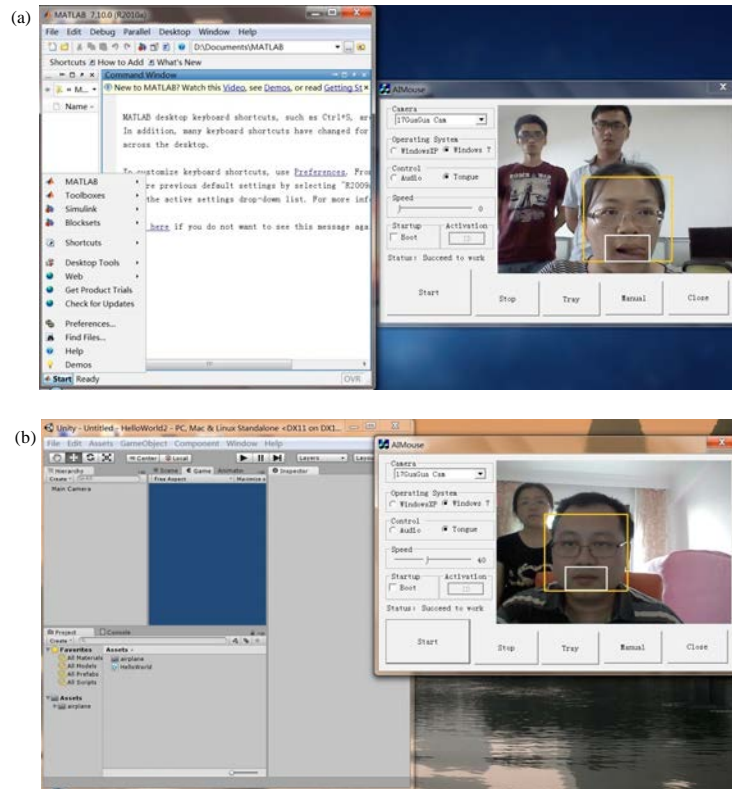 (a)
MATLAB 7.10.0 (R2010a)
File Edit Debug Parallel Desktop Window Help
D:\Documents\MATLAB
Shortcuts How to Add What's New
Command Window
New to MATLAB? Watch this Video, see Demos, or read Getting St
Name
MATLAB desktop keyboard shortcuts, such as Ctrl+S, are
In addition, many keyboard shortcuts have changed for
across the desktop.
To customize keyboard shortcuts, use Preferences. From
re previous default settings by selecting "R2009a
the active settings drop-down list. For more inf
here if you do not want to see this message aga
MATLAB
Toolboxes
Simulink
Blocksets
Shortcuts
Desktop Tools
Web
Get Product Trials
Check for Updates
Preferences...
Find Files...
Help
Demos
Start Ready
OVR
AIMouse
Camera
17GuaGua Cam
Operating System
WindowsXP Windows 7
Control
Audio Tongue
Speed
0
Startup Activation
Boot
Status: Succeed to work
Start Stop Tray Manual Close
(b)
Unity - Untitled - HelloWorld2 - PC, Mac & Linux Standalone <DX11 on DX1...
File Edit Assets GameObject Component Window Help
Center Local Layers
Hierarchy Scene Game Animator Inspector
Create Free Aspect Maximize
Main Camera
Project Console
Create
Favorites
All Materials
All Models
All Prefabs
All Scripts
Assets
airplane
Assets
airplane
HelloWorld
AIMouse
Camera
17GuaGua Cam
Operating System
WindowsXP Windows 7
Control
Audio Tongue
Speed
40
Startup Activation
Boot
Status: Succeed to work
Start Stop Tray Manual Close